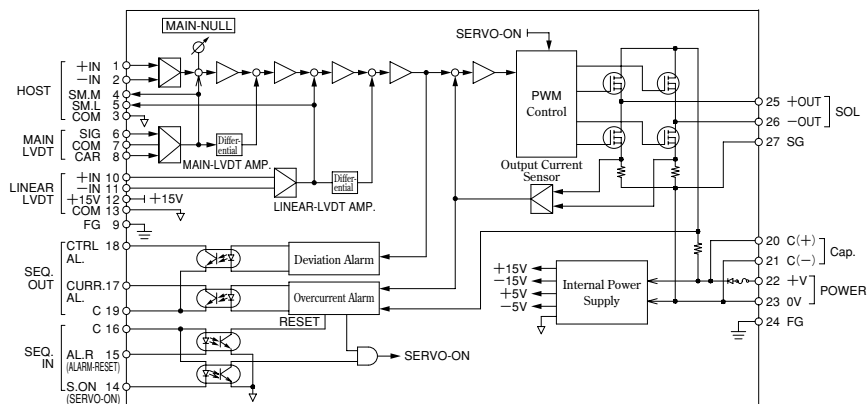 MAIN-NULL
SERVO-ON
HOST
+IN 1
−IN 2
SM.M 4
SM.L 5
COM 3
MAIN LVDT
SIG 6
COM 7
CAR 8
Differential
MAIN-LVDT AMP.
LINEAR LVDT
+IN 10
−IN 11
+15V 12
+15V
COM 13
FG 9
Differential
LINEAR-LVDT AMP.
PWM Control
Output Current Sensor
25 +OUT
26 −OUT
SOL
27 SG
SEQ. OUT
CTRL AL. 18
CURR. AL. 17
C 19
Deviation Alarm
Overcurrent Alarm
RESET
SEQ. IN
C 16
AL.R 15
(ALARM-RESET)
S.ON 14
(SERVO-ON)
SERVO-ON
+15V
−15V
+5V
−5V
Internal Power Supply
20 C(+)
21 C(−)
Cap.
22 +V
23 0V
POWER
24 FG